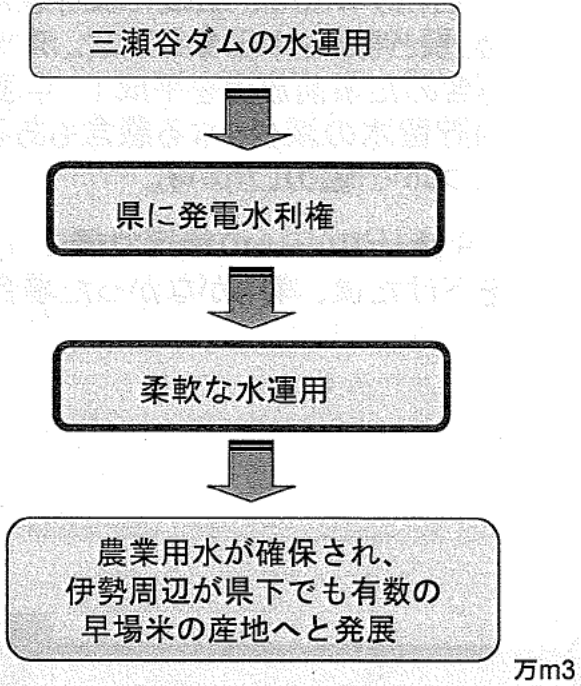 三瀬谷ダムの水運用
県に発電水利権
柔軟な水運用
農業用水が確保され、
伊勢周辺が県下でも有数の
早場米の産地へと発展
万m3